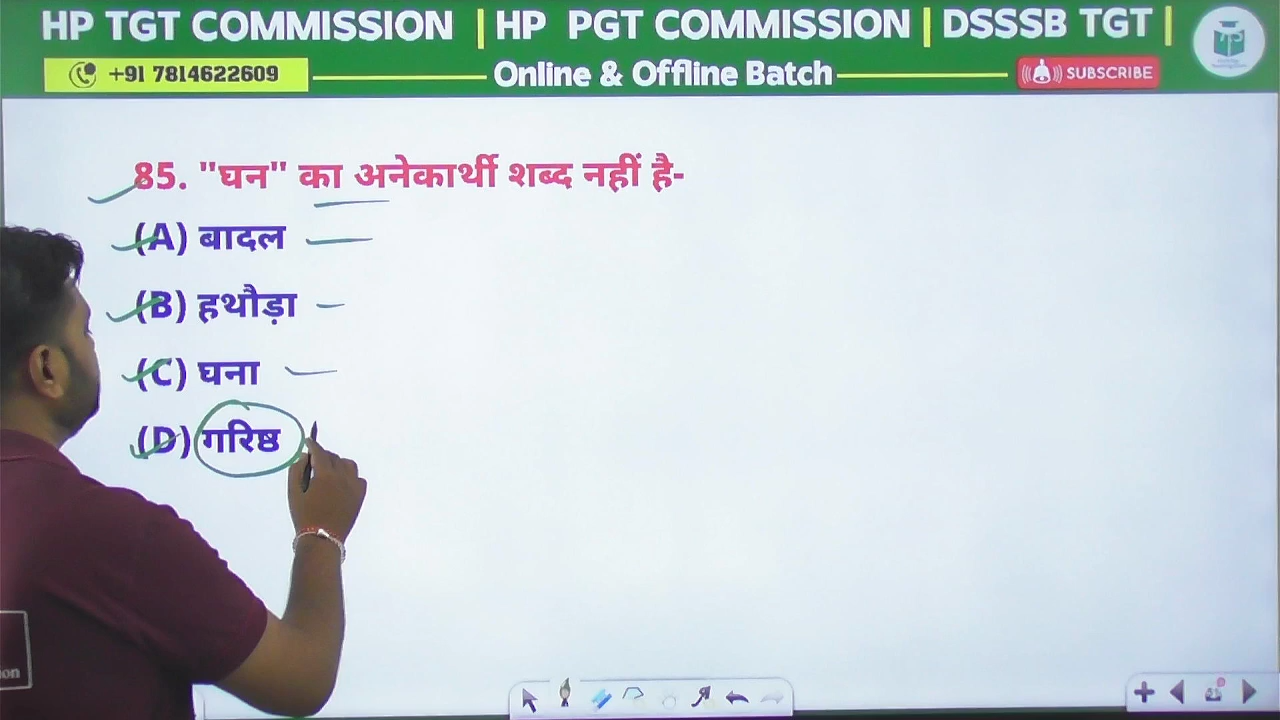 HP TGT COMMISSION | HP PGT COMMISSION | DSSSB TGT |
+91 7814622609 Online & Offline Batch SUBSCRIBE
85. "घन" का अनेकार्थी शब्द नहीं है-
(A) बादल
(B) हथौड़ा
(C) घना
(D) गरिष्ठ